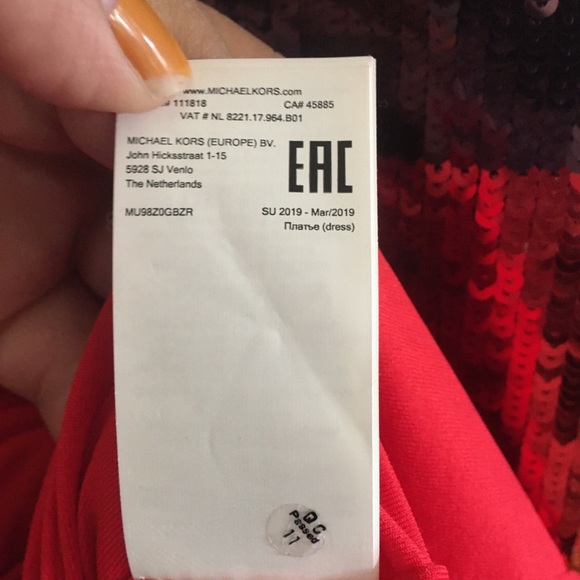 www.MICHAELKORS.com
# 111818 CA# 45885
VAT # NL 8221.17.964.B01
MICHAEL KORS (EUROPE) BV.
John Hicksstraat 1-15
5928 SJ Venlo
The Netherlands
EAC
MU98Z0GBZR SU 2019 - Mar/2019
Платье (dress)
QC
Passed
11